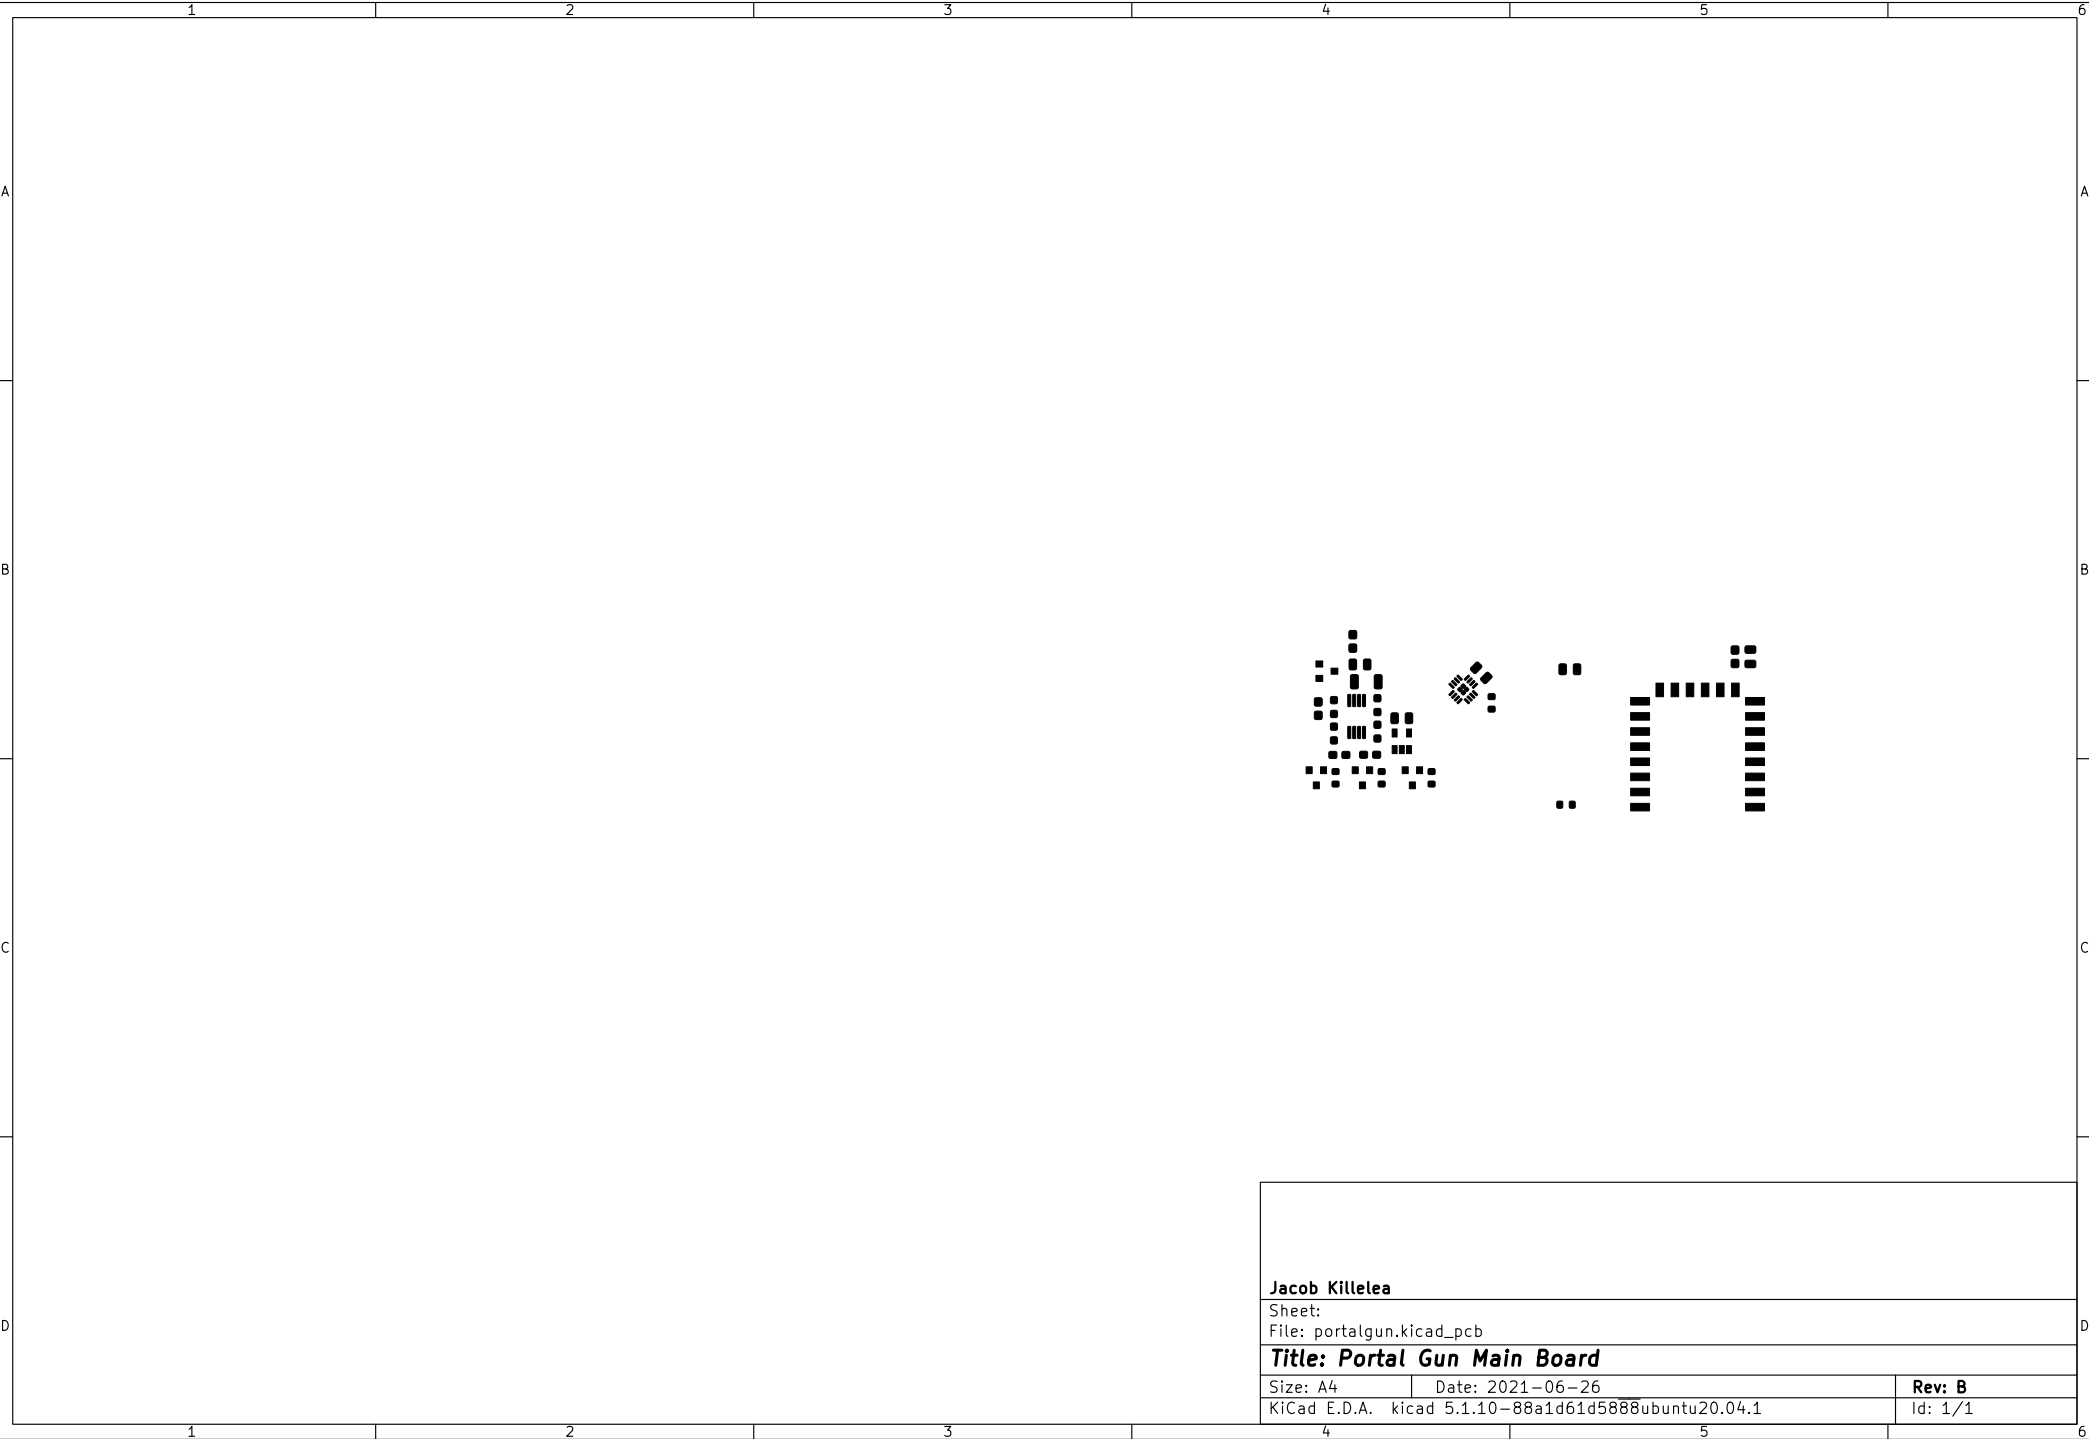 1 2 3 4 5 6
A A
B B
C C
Jacob Killelea
Sheet:
File: portalgun.kicad_pcb
D D
Title: Portal Gun Main Board
Size: A4 Date: 2021-06-26 Rev: B
KiCad E.D.A. kicad 5.1.10-88a1d61d5888ubuntu20.04.1 Id: 1/1
1 2 3 4 5 6